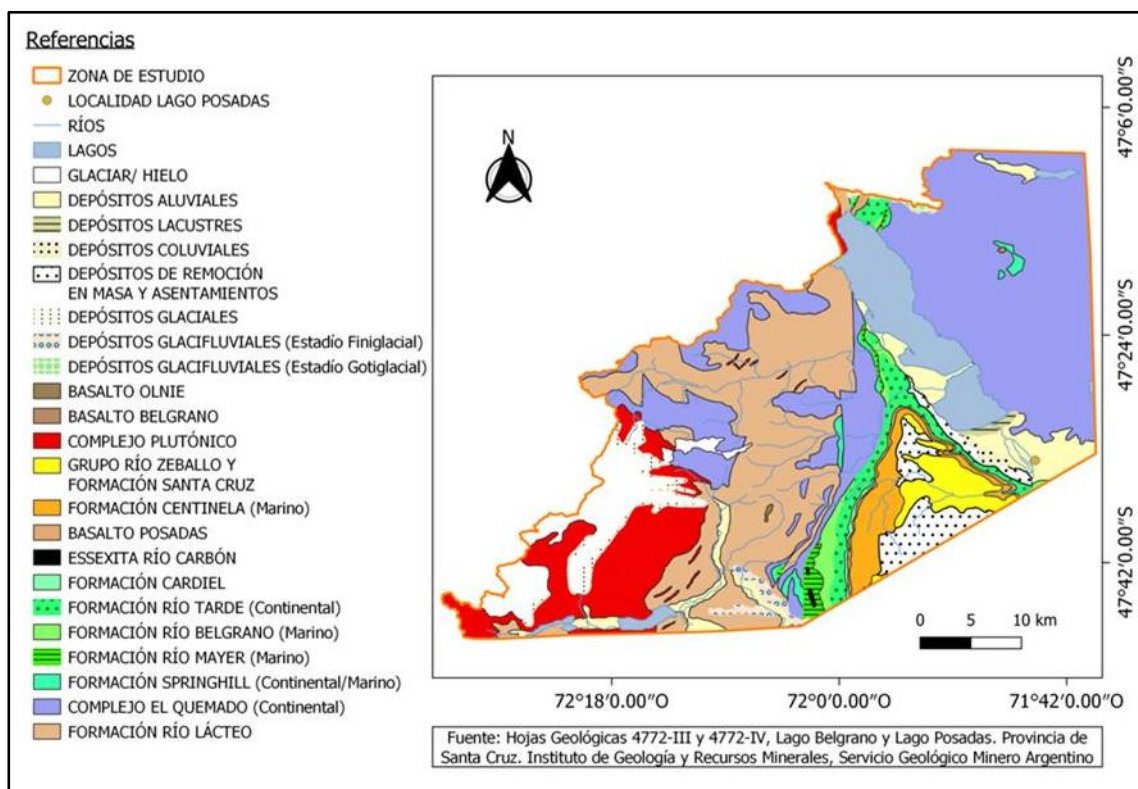 Referencias
ZONA DE ESTUDIO
LOCALIDAD LAGO POSADAS
RÍOS
LAGOS
GLACIAR/ HIELO
DEPÓSITOS ALUVIALES
DEPÓSITOS LACUSTRES
DEPÓSITOS COLUVIALES
DEPÓSITOS DE REMOCIÓN
EN MASA Y ASENTAMIENTOS
DEPÓSITOS GLACIALES
DEPÓSITOS GLACIFLUVIALES (Estadío Finiglacial)
DEPÓSITOS GLACIFLUVIALES (Estadío Gotiglacial)
BASALTO OLNIE
BASALTO BELGRANO
COMPLEJO PLUTÓNICO
GRUPO RÍO ZEBALLO Y
FORMACIÓN SANTA CRUZ
FORMACIÓN CENTINELA (Marino)
BASALTO POSADAS
ESSEXITA RÍO CARBÓN
FORMACIÓN CARDIEL
FORMACIÓN RÍO TARDE (Continental)
FORMACIÓN RÍO BELGRANO (Marino)
FORMACIÓN RÍO MAYER (Marino)
FORMACIÓN SPRINGHILL (Continental/Marino)
COMPLEJO EL QUEMADO (Continental)
FORMACIÓN RÍO LÁCTEO
N
47°6'0.00"S
47°24'0.00"S
47°42'0.00"S
0 5 10 km
72°18'0.00"O
72°0'0.00"O
71°42'0.00"O
Fuente: Hojas Geológicas 4772-III y 4772-IV, Lago Belgrano y Lago Posadas. Provincia de
Santa Cruz. Instituto de Geología y Recursos Minerales, Servicio Geológico Minero Argentino